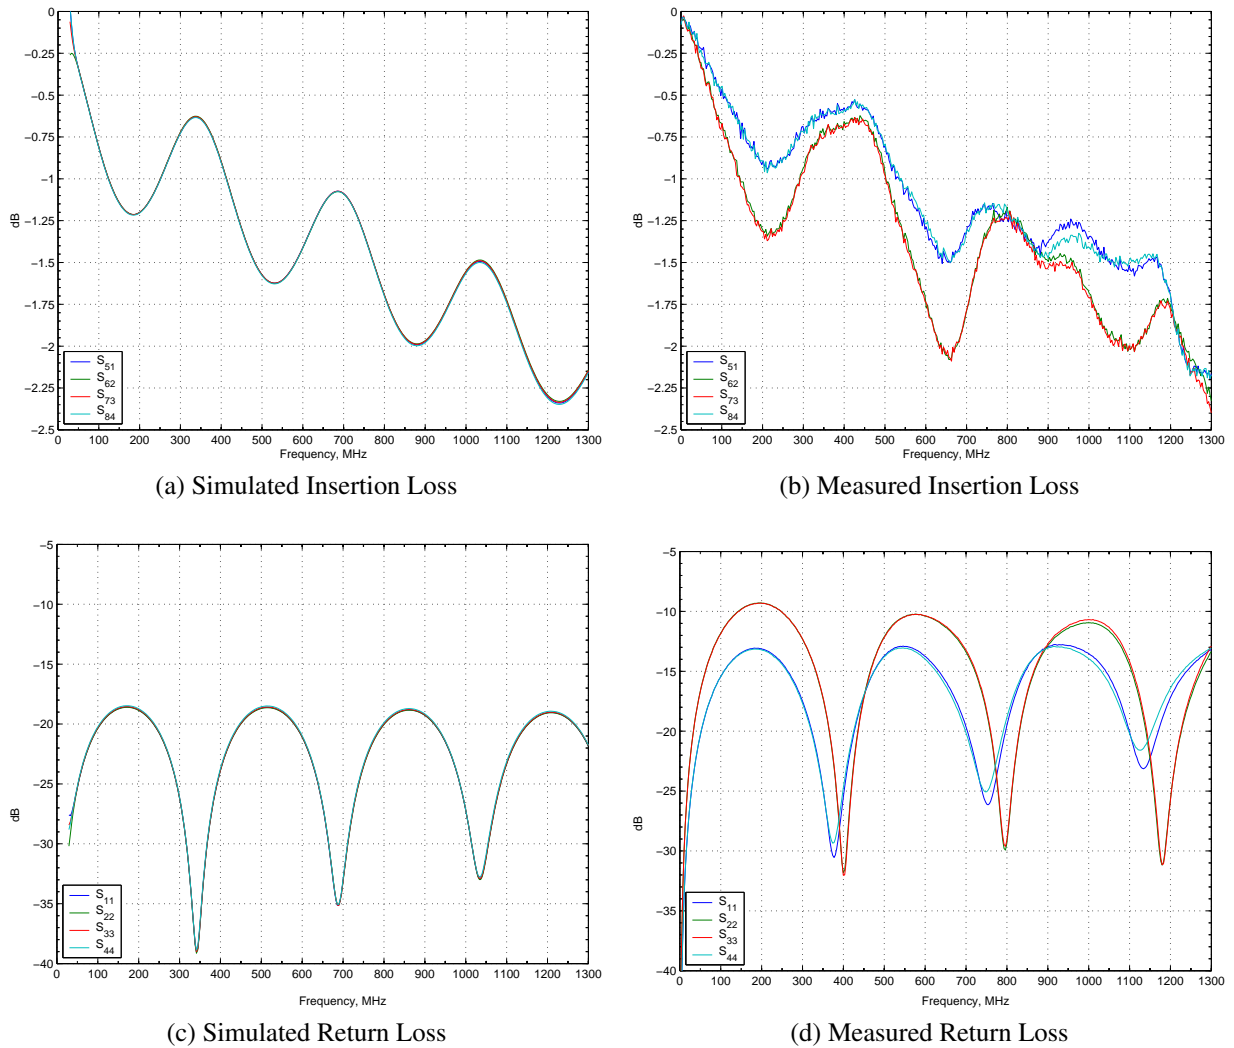 0
−0.25
−0.5
−0.75
−1
−1.25
−1.5
−1.75
−2
−2.25
−2.5
dB
S51
S62
S73
S84
0 100 200 300 400 500 600 700 800 900 1000 1100 1200 1300
Frequency, MHz
(a) Simulated Insertion Loss
0
−0.25
−0.5
−0.75
−1
−1.25
−1.5
−1.75
−2
−2.25
−2.5
dB
S51
S62
S73
S84
0 100 200 300 400 500 600 700 800 900 1000 1100 1200 1300
Frequency, MHz
(b) Measured Insertion Loss
−5
−10
−15
−20
−25
−30
−35
−40
dB
S11
S22
S33
S44
0 100 200 300 400 500 600 700 800 900 1000 1100 1200 1300
Frequency, MHz
(c) Simulated Return Loss
−5
−10
−15
−20
−25
−30
−35
−40
dB
S11
S22
S33
S44
0 100 200 300 400 500 600 700 800 900 1000 1100 1200 1300
Frequency, MHz
(d) Measured Return Loss